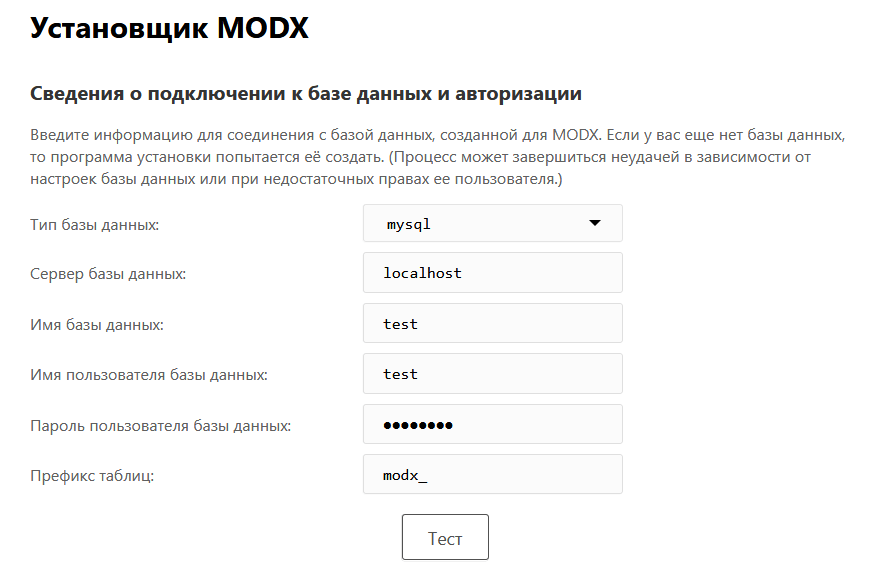 Установщик MODX
Сведения о подключении к базе данных и авторизации
Введите информацию для соединения с базой данных, созданной для MODX. Если у вас еще нет базы данных,
то программа установки попытается её создать. (Процесс может завершиться неудачей в зависимости от
настроек базы данных или при недостаточных правах ее пользователя.)
Тип базы данных: mysql
Сервер базы данных: localhost
Имя базы данных: test
Имя пользователя базы данных: test
Пароль пользователя базы данных: ●●●●●●●●
Префикс таблиц: modx_
Тест